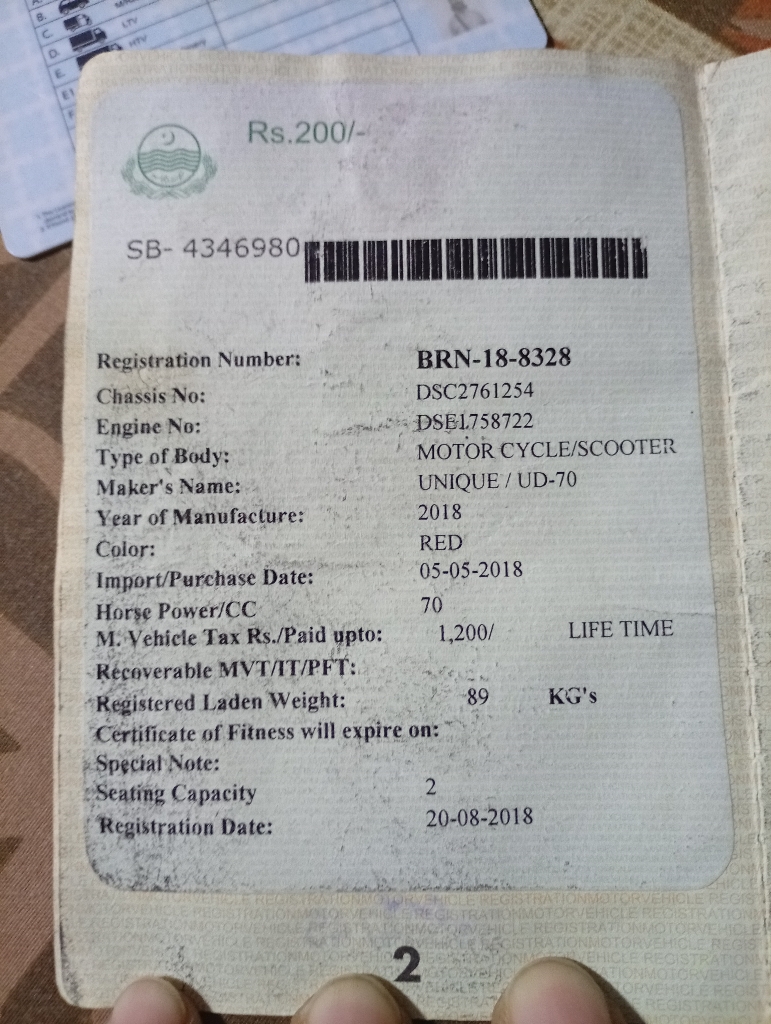 B.
C.
LTV
D.
HTV
E.
Rs.200/-
SB- 4346980
Registration Number: BRN-18-8328
Chassis No: DSC2761254
Engine No: DSE1758722
Type of Body: MOTOR CYCLE/SCOOTER
Maker's Name: UNIQUE / UD-70
Year of Manufacture: 2018
Color: RED
Import/Purchase Date: 05-05-2018
Horse Power/CC 70
M. Vehicle Tax Rs./Paid upto: 1,200/ LIFE TIME
Recoverable MVT/IT/PFT:
Registered Laden Weight: 89 KG's
Certificate of Fitness will expire on:
Special Note:
Seating Capacity 2
Registration Date: 20-08-2018
2